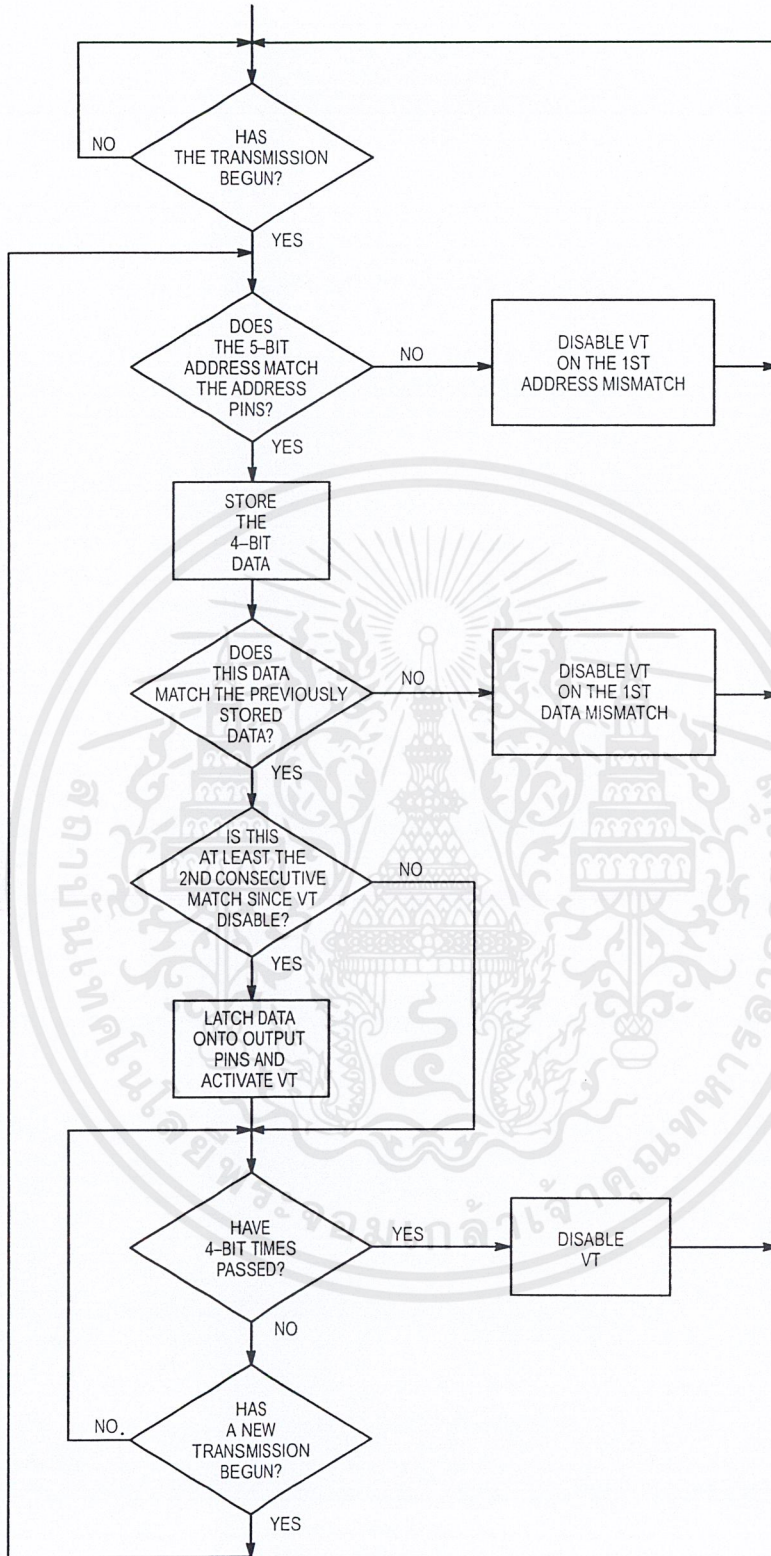 HAS
THE TRANSMISSION
BEGUN?
NO
YES
DOES
THE 5–BIT
ADDRESS MATCH
THE ADDRESS
PINS?
NO
DISABLE VT
ON THE 1ST
ADDRESS MISMATCH
YES
STORE
THE
4–BIT
DATA
DOES
THIS DATA
MATCH THE PREVIOUSLY
STORED
DATA?
NO
DISABLE VT
ON THE 1ST
DATA MISMATCH
YES
IS THIS
AT LEAST THE
2ND CONSECUTIVE
MATCH SINCE VT
DISABLE?
NO
YES
LATCH DATA
ONTO OUTPUT
PINS AND
ACTIVATE VT
HAVE
4–BIT TIMES
PASSED?
YES
DISABLE
VT
NO
HAS
A NEW
TRANSMISSION
BEGUN?
NO.
YES